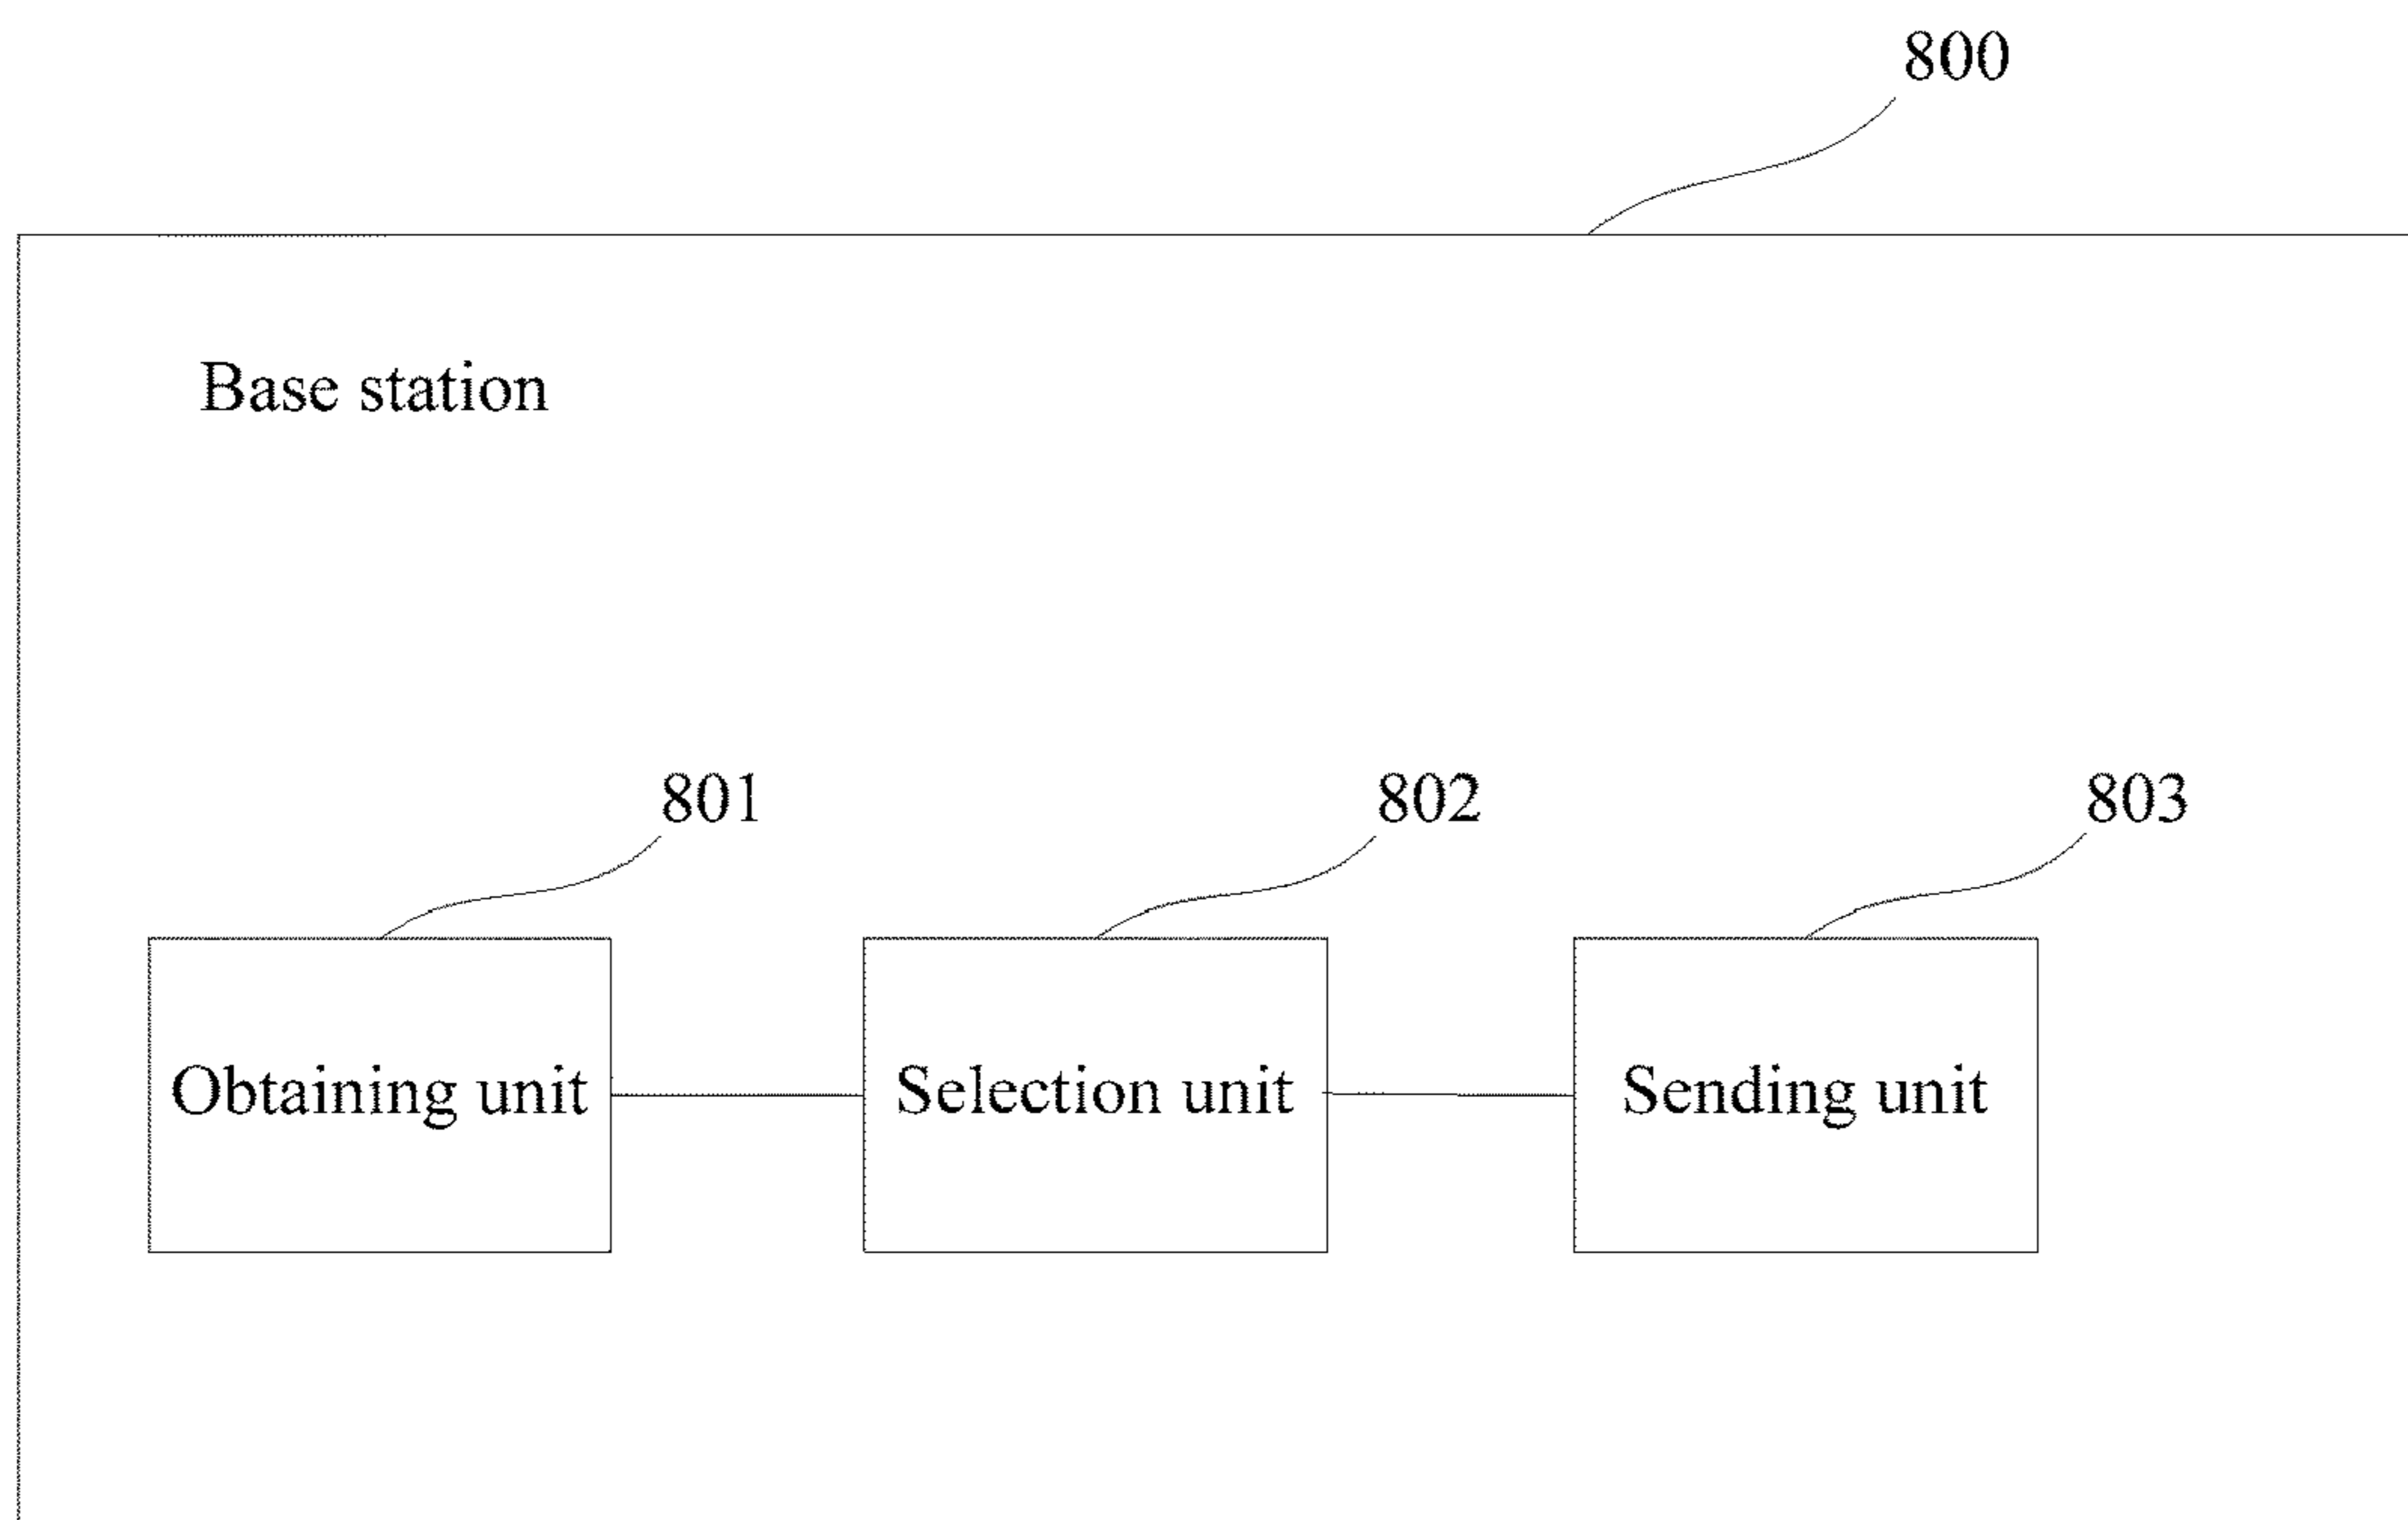 800
Base station
801
802
803
Obtaining unit
Selection unit
Sending unit